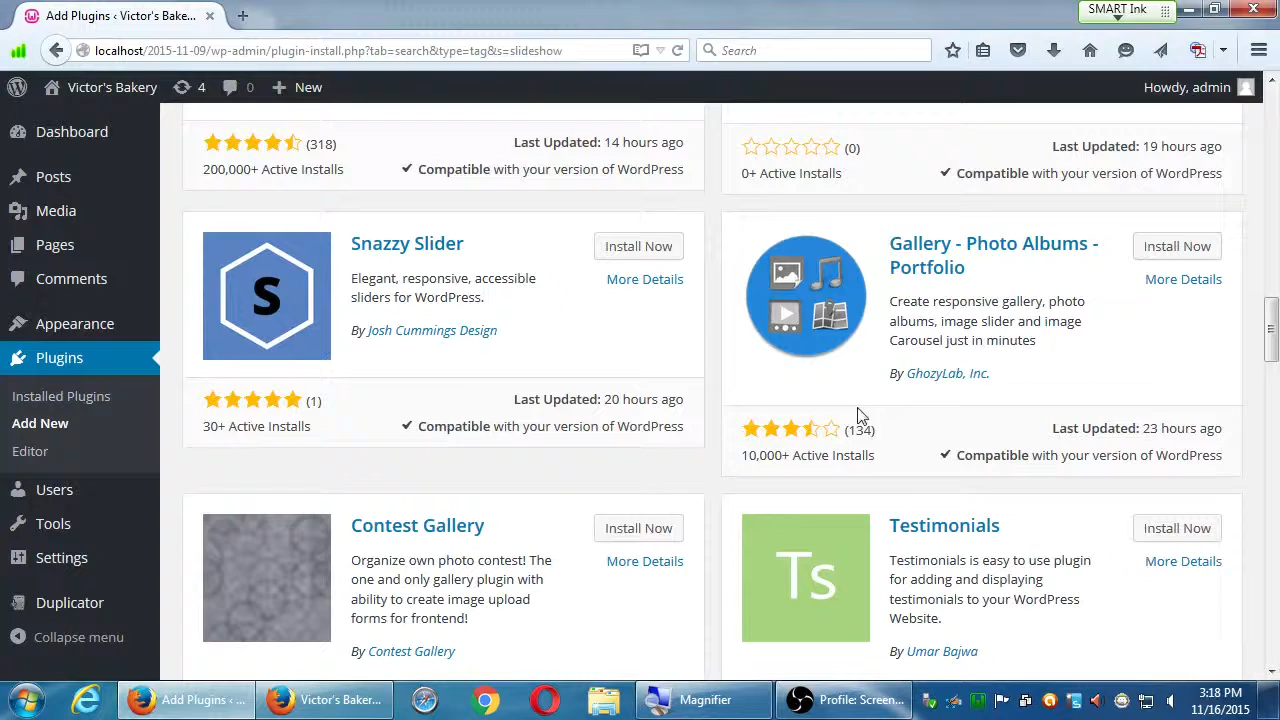 Add Plugins ‹ Victor's Bakery...
SMART Ink
localhost/2015-11-09/wp-admin/plugin-install.php?tab=search&type=tag&s=slideshow
Search
Victor's Bakery
4
0
New
Howdy, admin
Dashboard
Posts
Media
Pages
Comments
Appearance
Plugins
Installed Plugins
Add New
Editor
Users
Tools
Settings
Duplicator
Collapse menu
(318)
Last Updated: 14 hours ago
200,000+ Active Installs
Compatible with your version of WordPress
(0)
Last Updated: 19 hours ago
0+ Active Installs
Compatible with your version of WordPress
S
Snazzy Slider
Install Now
More Details
Elegant, responsive, accessible
sliders for WordPress.
By Josh Cummings Design
(1)
Last Updated: 20 hours ago
30+ Active Installs
Compatible with your version of WordPress
Gallery - Photo Albums -
Portfolio
Install Now
More Details
Create responsive gallery, photo
albums, image slider and image
Carousel just in minutes
By GhozyLab, Inc.
(134)
Last Updated: 23 hours ago
10,000+ Active Installs
Compatible with your version of WordPress
Contest Gallery
Install Now
More Details
Organize own photo contest! The
one and only gallery plugin with
ability to create image upload
forms for frontend!
By Contest Gallery
Ts
Testimonials
Install Now
More Details
Testimonials is easy to use plugin
for adding and displaying
testimonials to your WordPress
Website.
By Umar Bajwa
Add Plugins ‹ ...
Victor's Baker...
Magnifier
Profile: Screen...
3:18 PM
11/16/2015